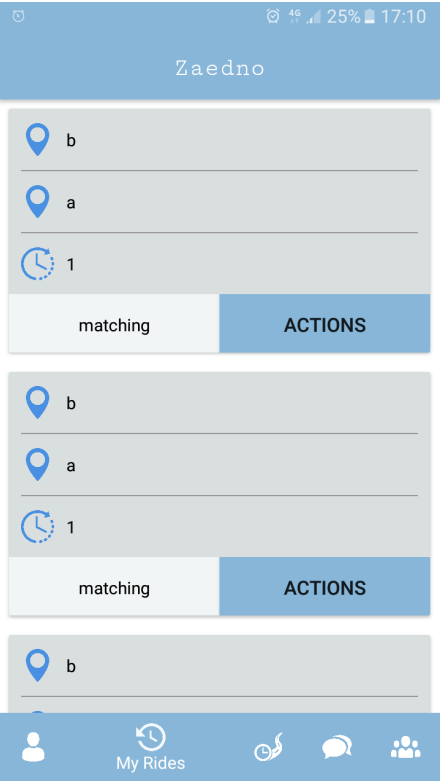 4G 25% 17:10
Zaedno
b
a
1
matching ACTIONS
b
a
1
matching ACTIONS
b
My Rides